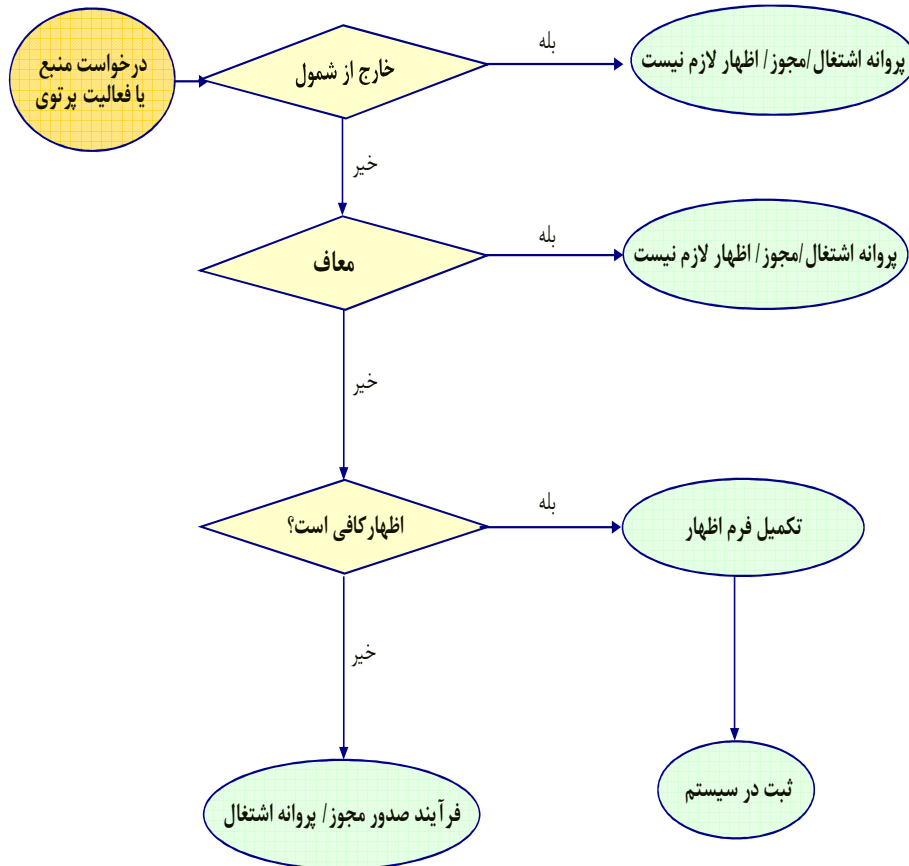 درخواست منبع
یا فعالیت پرتوی
خارج از شمول
بله
پروانه اشتغال/مجوز/ اظهار لازم نیست
خیر
معاف
بله
پروانه اشتغال/مجوز/ اظهار لازم نیست
خیر
اظهار کافی است؟
بله
تکمیل فرم اظهار
خیر
ثبت در سیستم
فرآیند صدور مجوز/ پروانه اشتغال